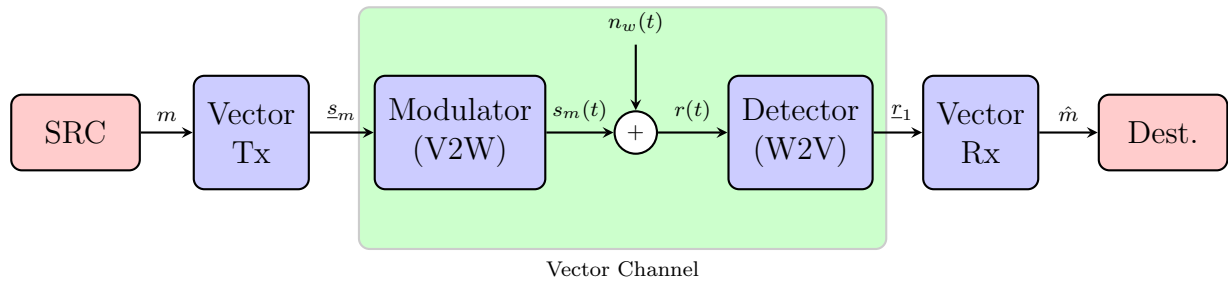 n_w(t)
SRC
m
Vector
Tx
s_m
Modulator
(V2W)
s_m(t)
+
r(t)
Detector
(W2V)
r_1
Vector
Rx
m̂
Dest.
Vector Channel